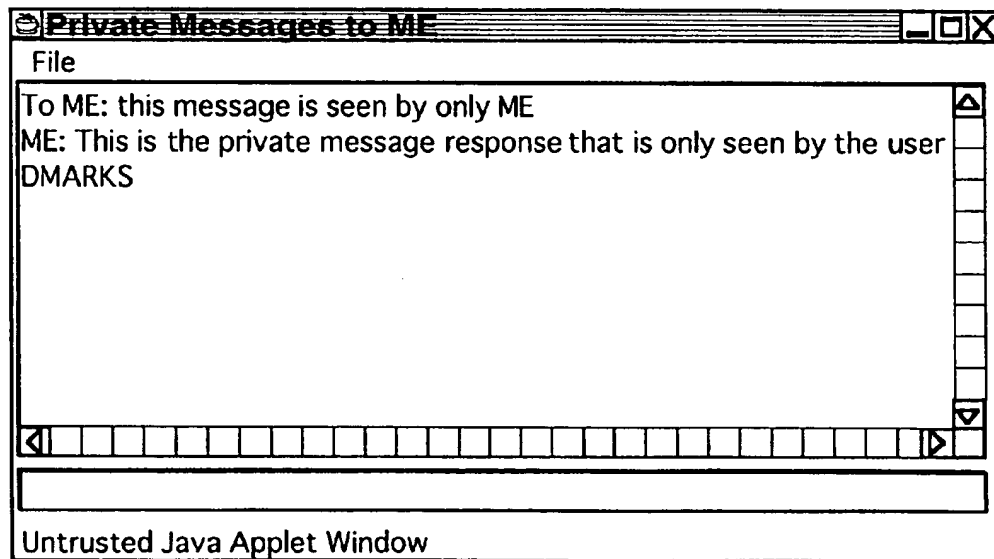 Private Messages to ME
File
To ME: this message is seen by only ME
ME: This is the private message response that is only seen by the user
DMARKS
Untrusted Java Applet Window